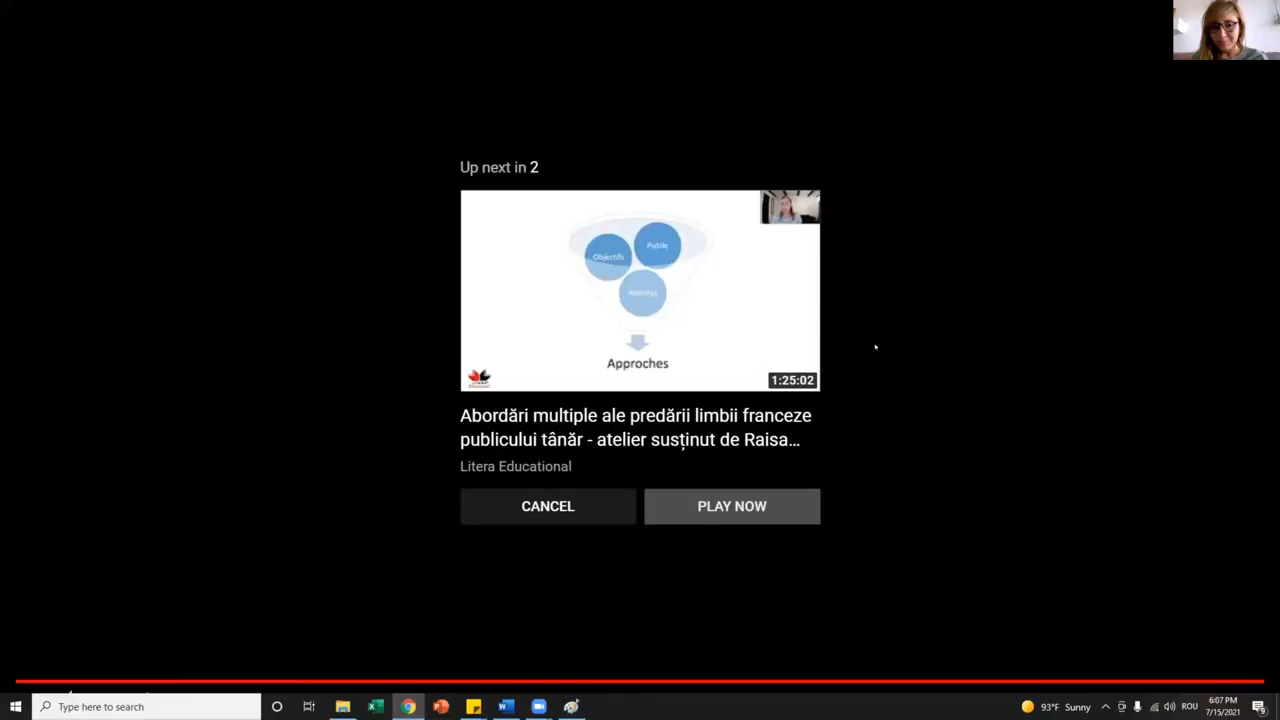 Up next in 2
Objectifs
Public
Approches
1:25:02
Abordări multiple ale predării limbii franceze
publicului tânăr - atelier susținut de Raisa...
Litera Educational
CANCEL
PLAY NOW
Type here to search
93°F Sunny
ROU
6:07 PM
7/15/2021